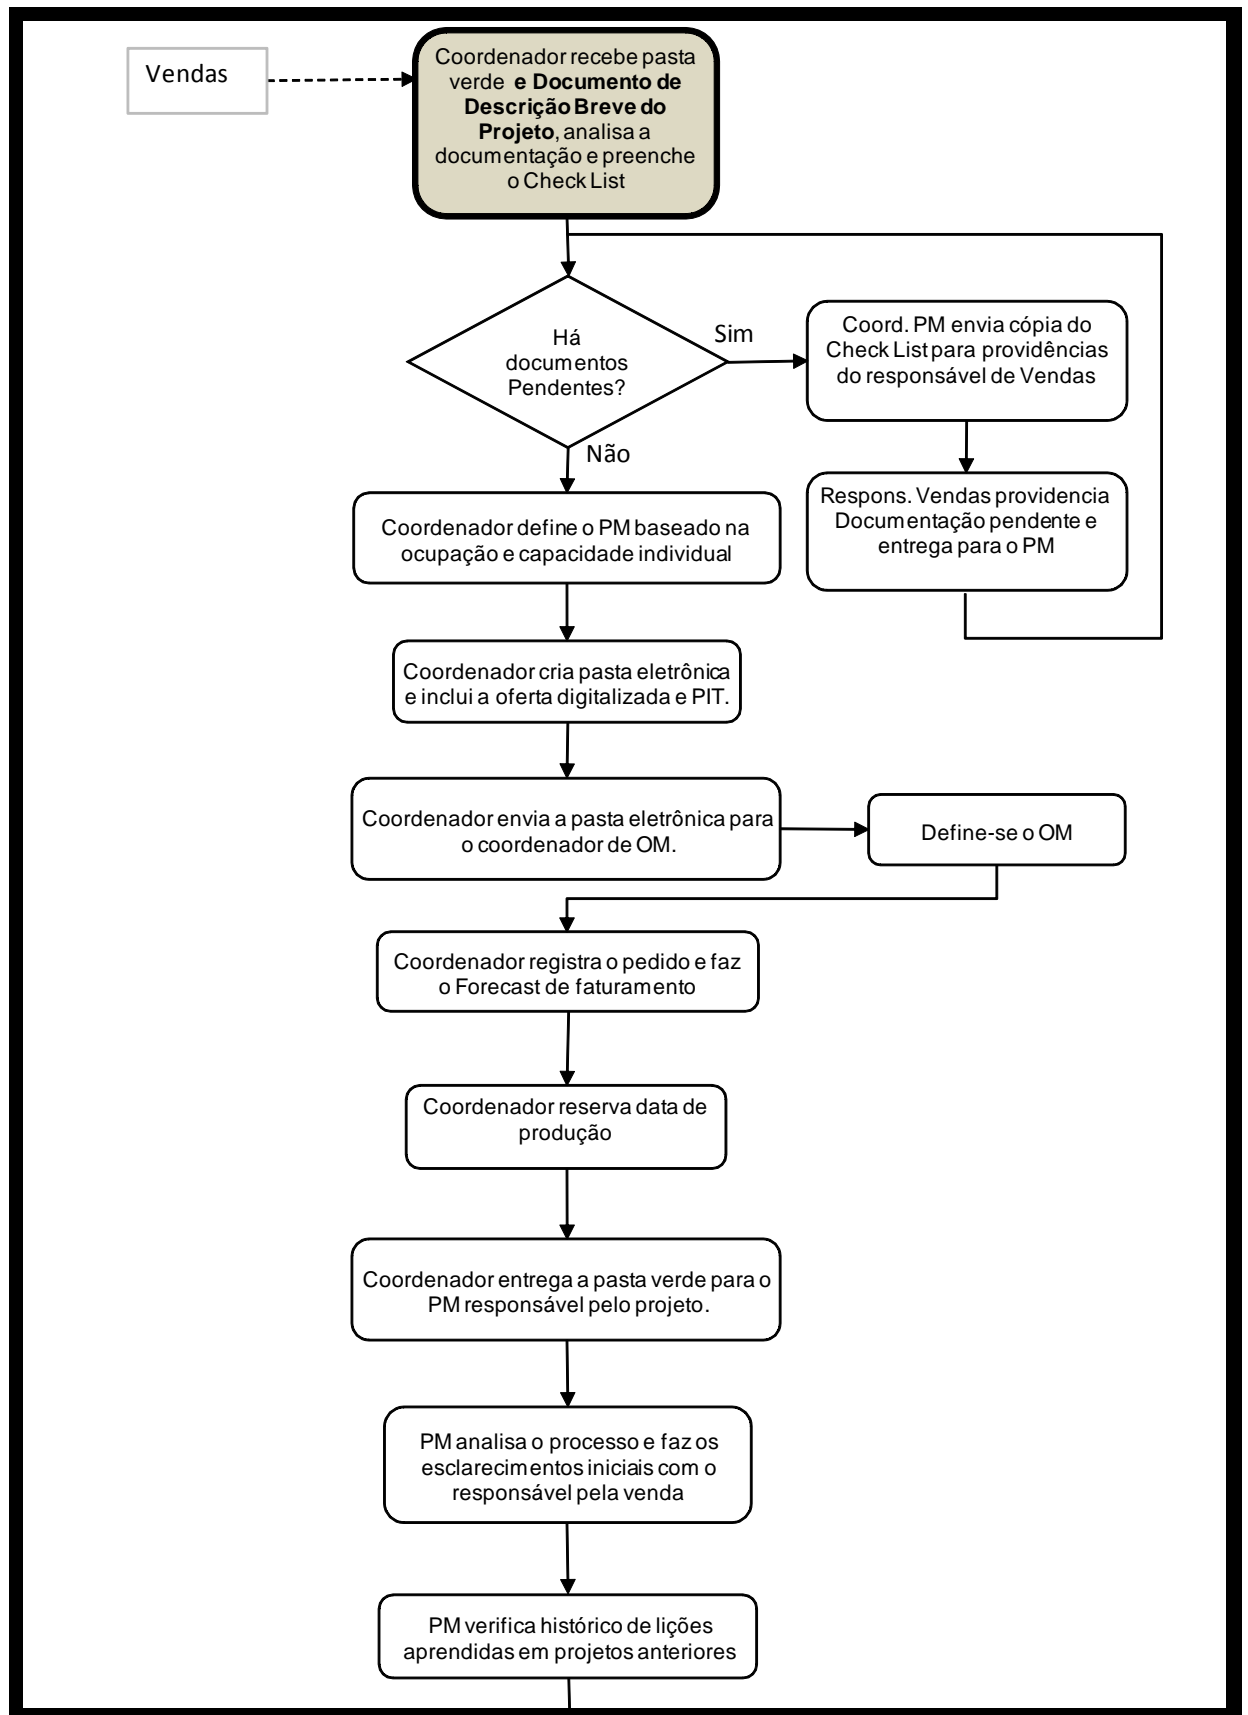 Vendas
Coordenador recebe pasta
verde e Documento de
Descrição Breve do
Projeto, analisa a
documentação e preenche
o Check List
Há
documentos
Pendentes?
Sim
Coord. PM envia cópia do
Check List para providências
do responsável de Vendas
Não
Respons. Vendas providencia
Documentação pendente e
entrega para o PM
Coordenador define o PM baseado na
ocupação e capacidade individual
Coordenador cria pasta eletrônica
e inclui a oferta digitalizada e PIT.
Coordenador envia a pasta eletrônica para
o coordenador de OM.
Define-se o OM
Coordenador registra o pedido e faz
o Forecast de faturamento
Coordenador reserva data de
produção
Coordenador entrega a pasta verde para o
PM responsável pelo projeto.
PM analisa o processo e faz os
esclarecimentos iniciais com o
responsável pela venda
PM verifica histórico de lições
aprendidas em projetos anteriores